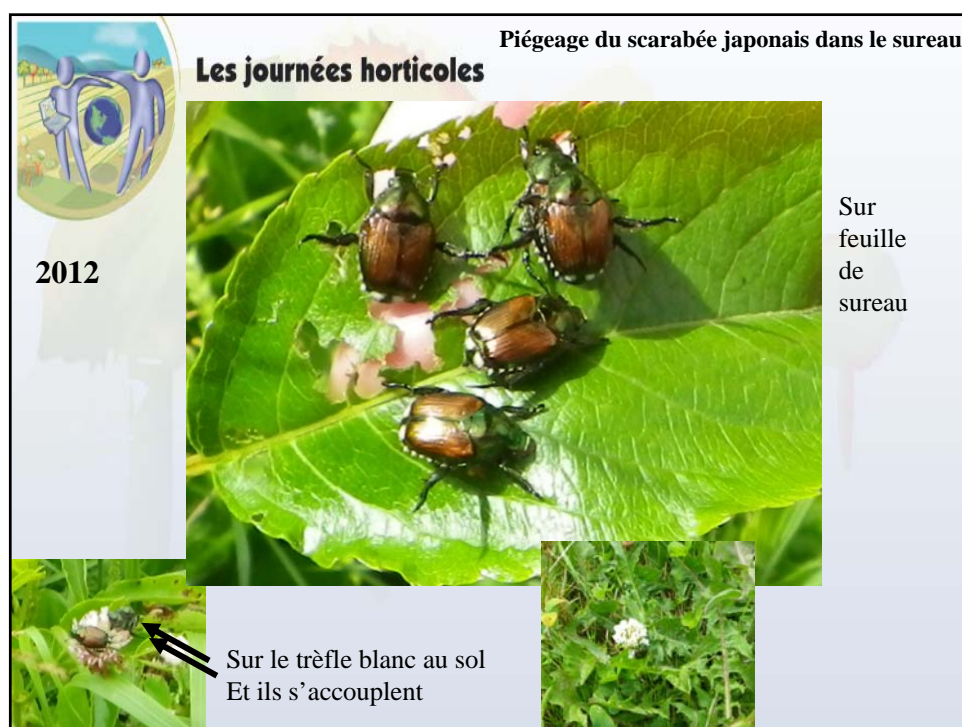 Piégeage du scarabée japonais dans le sureau
Les journées horticoles
2012
Sur
feuille
de
sureau
Sur le trèfle blanc au sol
Et ils s’accouplent